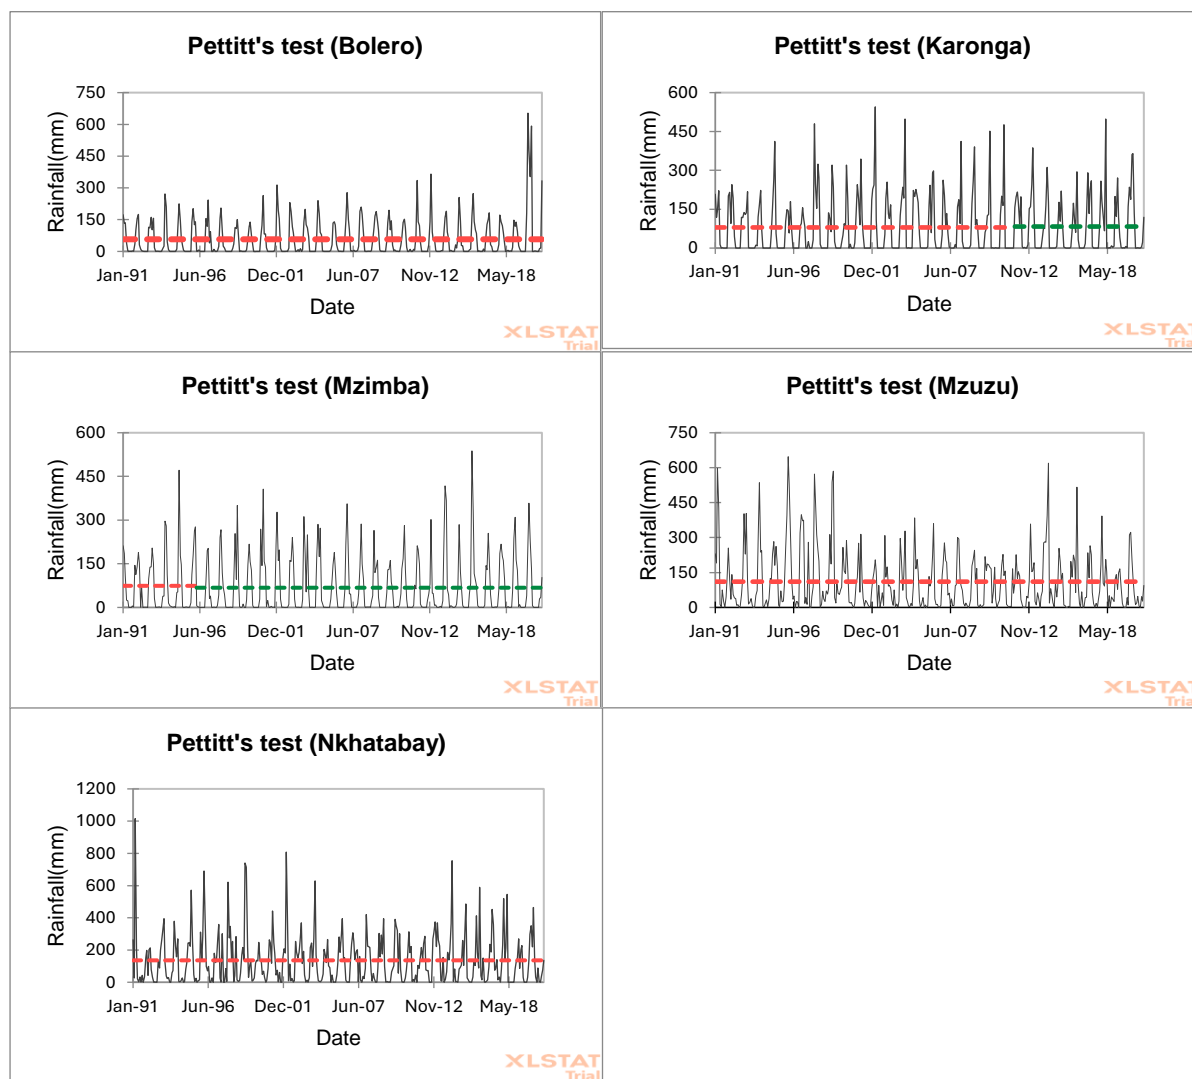 Pettitt's test (Bolero)
Rainfall(mm)
750
600
450
300
150
0
Jan-91 Jun-96 Dec-01 Jun-07 Nov-12 May-18
Date
XLSTAT
Trial
Pettitt's test (Karonga)
Rainfall(mm)
600
450
300
150
0
Jan-91 Jun-96 Dec-01 Jun-07 Nov-12 May-18
Date
XLSTAT
Trial
Pettitt's test (Mzimba)
Rainfall(mm)
600
450
300
150
0
Jan-91 Jun-96 Dec-01 Jun-07 Nov-12 May-18
Date
XLSTAT
Trial
Pettitt's test (Mzuzu)
Rainfall(mm)
750
600
450
300
150
0
Jan-91 Jun-96 Dec-01 Jun-07 Nov-12 May-18
Date
XLSTAT
Trial
Pettitt's test (Nkhatabay)
Rainfall(mm)
1200
1000
800
600
400
200
0
Jan-91 Jun-96 Dec-01 Jun-07 Nov-12 May-18
Date
XLSTAT
Trial